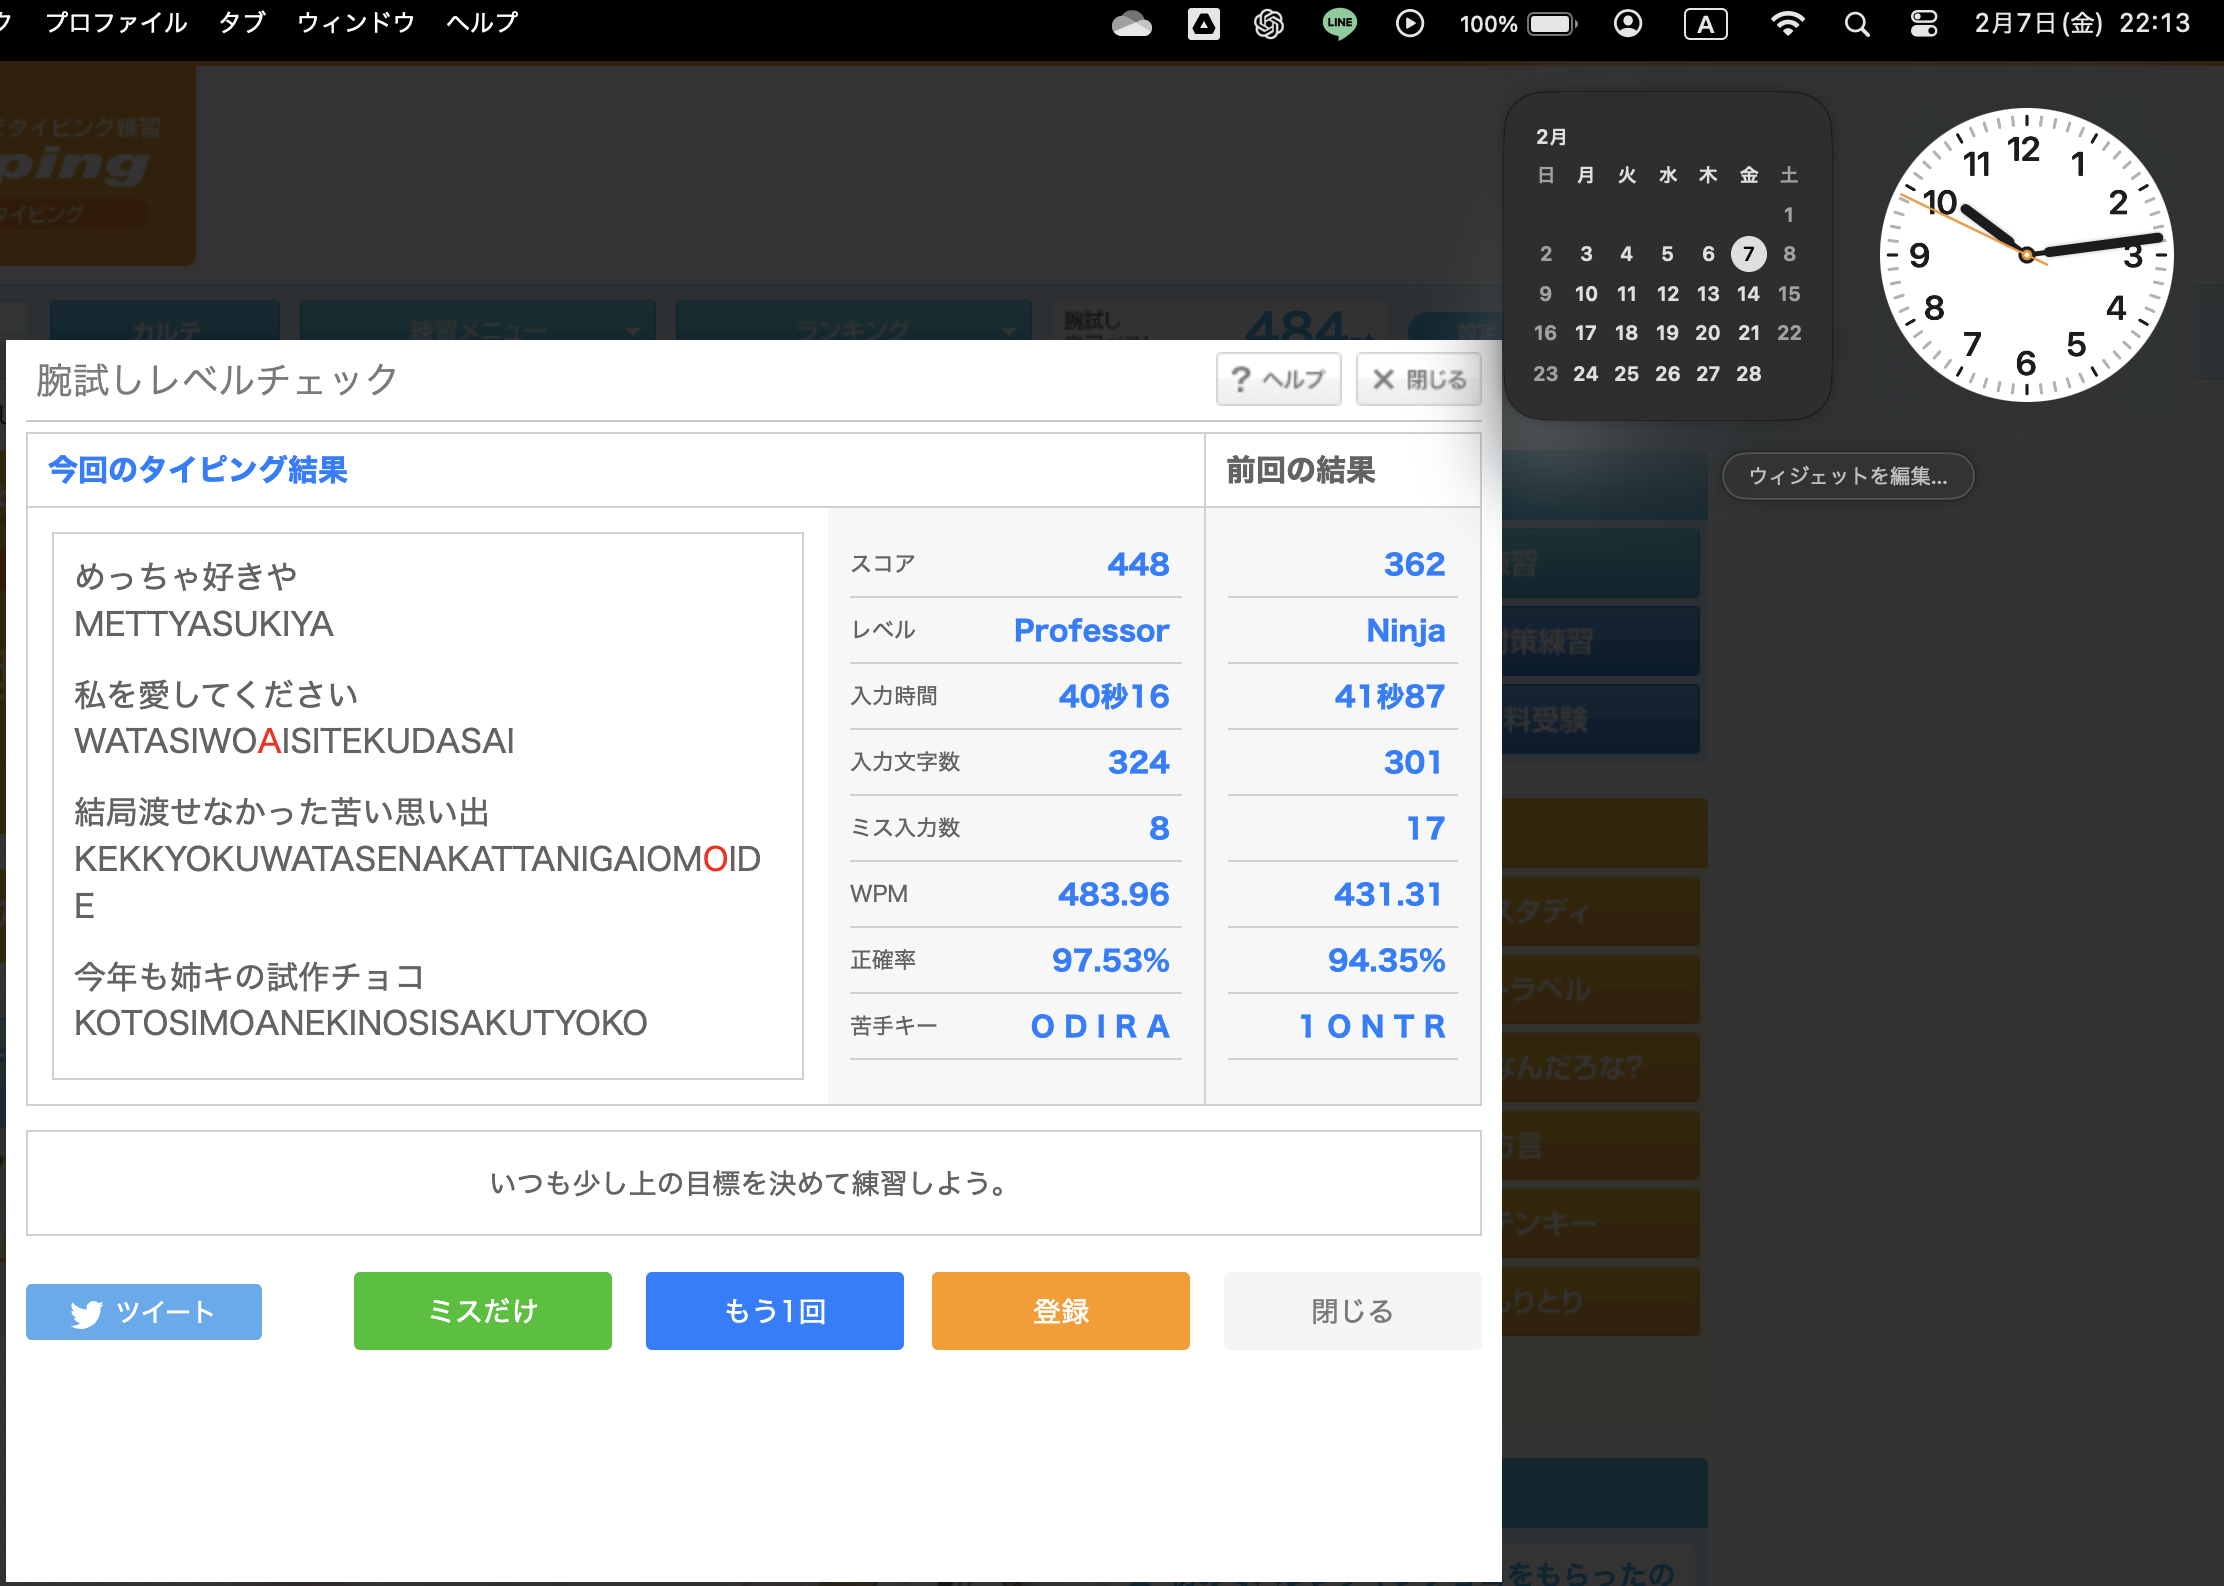 プロファイル タブ ウィンドウ ヘルプ LINE 100% A 2月7日(金) 22:13
タイピング練習
ping
タイピング
カルテ 練習メニュー ランキング 腕試し 484 設定
2月
日 月 火 水 木 金 土
1
2 3 4 5 6 7 8
9 10 11 12 13 14 15
16 17 18 19 20 21 22
23 24 25 26 27 28
12 1 2 3 4 5 6 7 8 9 10 11
ウィジェットを編集...
腕試しレベルチェック ? ヘルプ × 閉じる
今回のタイピング結果 前回の結果
めっちゃ好きや
METTYASUKIYA
私を愛してください
WATASIWOAISITEKUDASAI
結局渡せなかった苦い思い出
KEKKYOKUWATASENAKATTANIGAIOMOID
E
今年も姉キの試作チョコ
KOTOSIMOANEKINOSISAKUTYOKO
スコア 448 362
レベル Professor Ninja
入力時間 40秒16 41秒87
入力文字数 324 301
ミス入力数 8 17
WPM 483.96 431.31
正確率 97.53% 94.35%
苦手キー O D I R A 1 O N T R
いつも少し上の目標を決めて練習しよう。
ツイート ミスだけ もう1回 登録 閉じる
習
策練習
料受験
タディ
トラベル
なんだろな?
方言
テンキー
しりとり
をもらったの